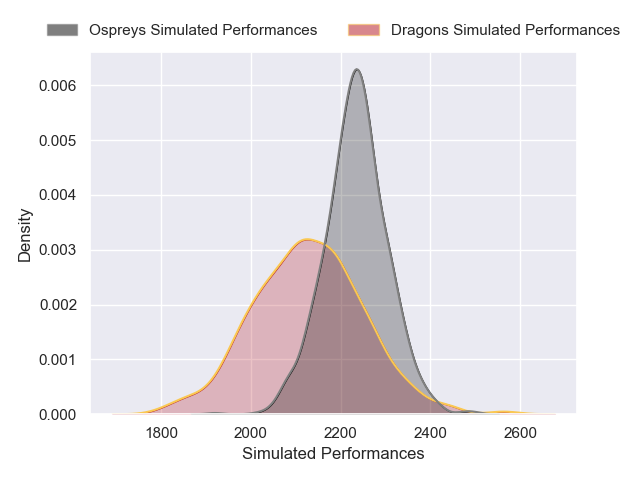 Ospreys Simulated Performances
Dragons Simulated Performances
0.006
0.005
0.004
0.003
0.002
0.001
0.000
Density
1800 2000 2200 2400 2600
Simulated Performances